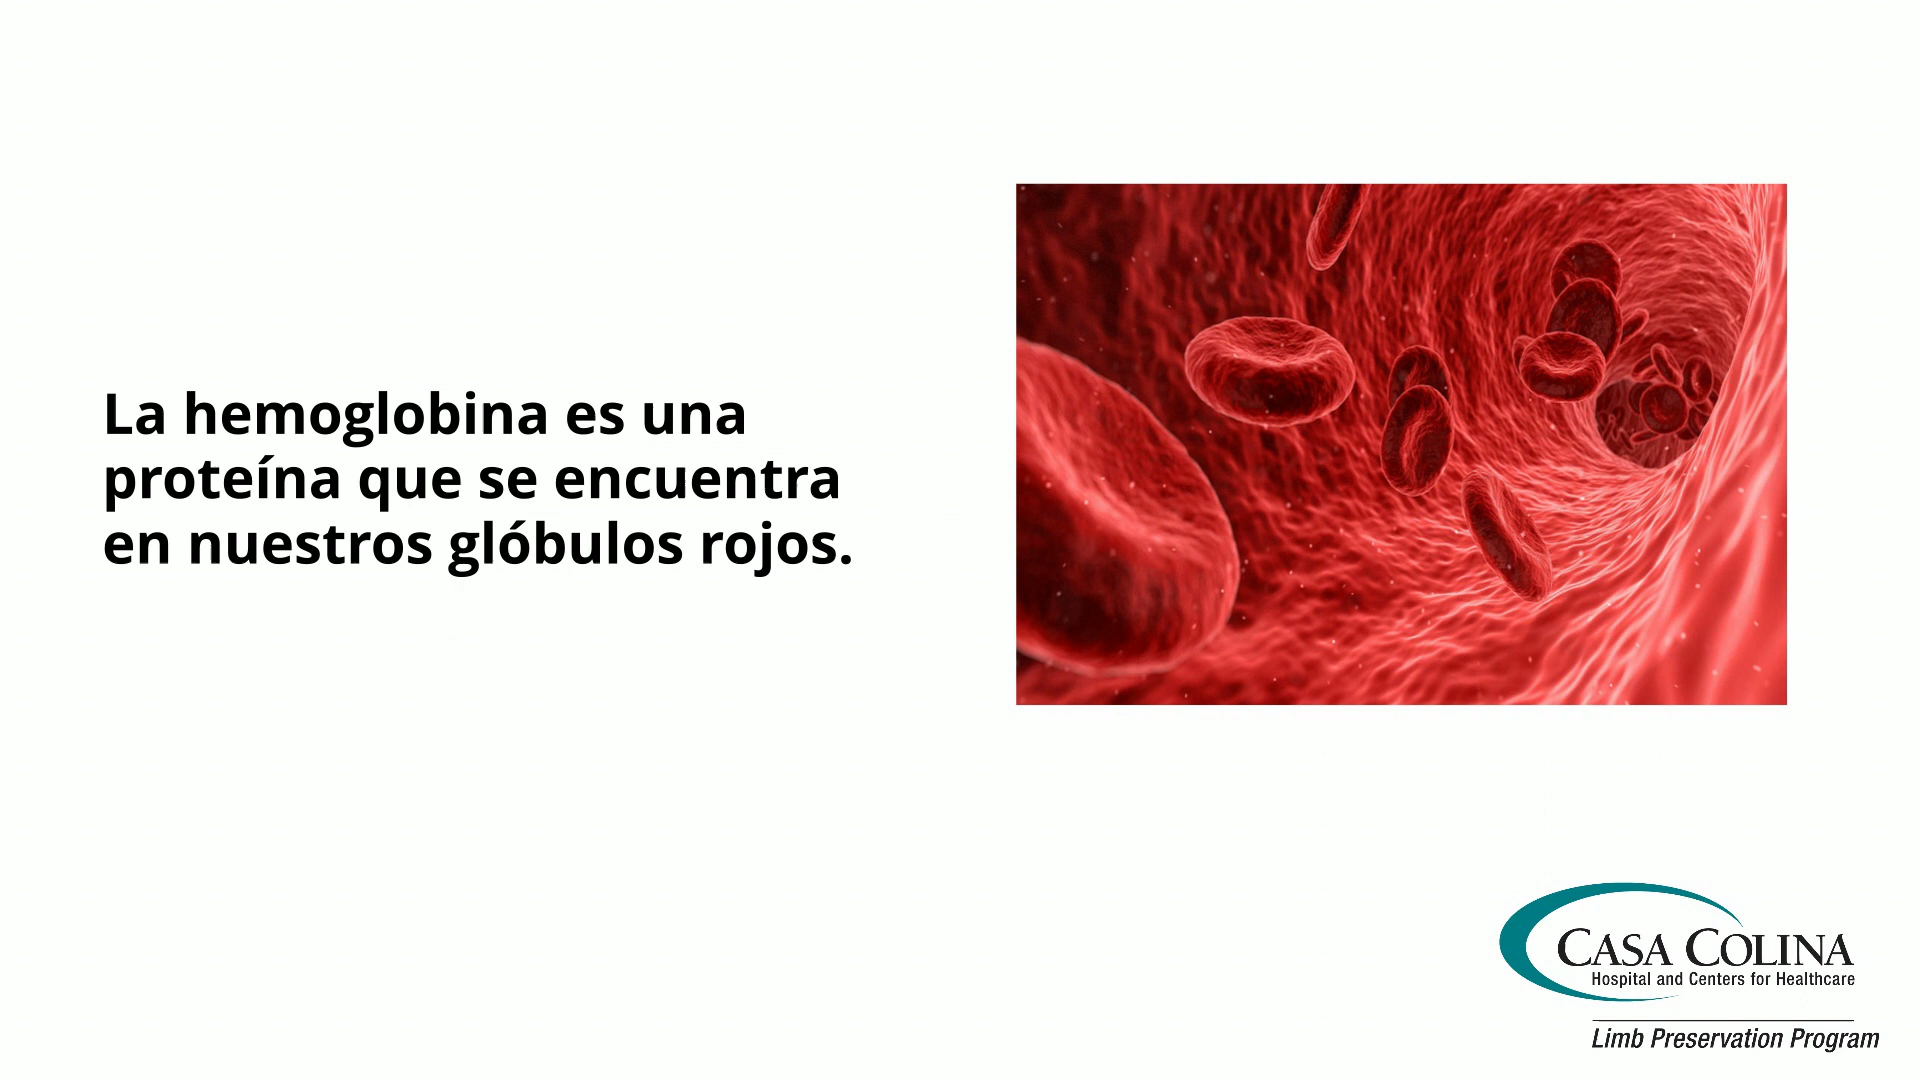 La hemoglobina es una
proteína que se encuentra
en nuestros glóbulos rojos.
CASA COLINA
Hospital and Centers for Healthcare
Limb Preservation Program